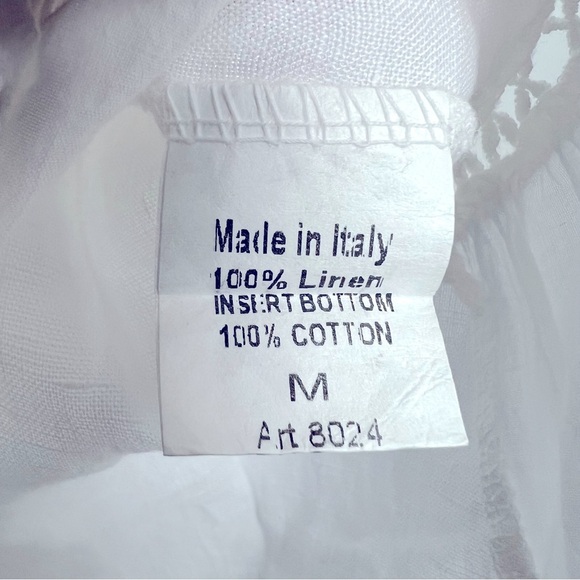 Made in Italy
100% Linen
INSERT BOTTOM
100% COTTON
M
Art 8024